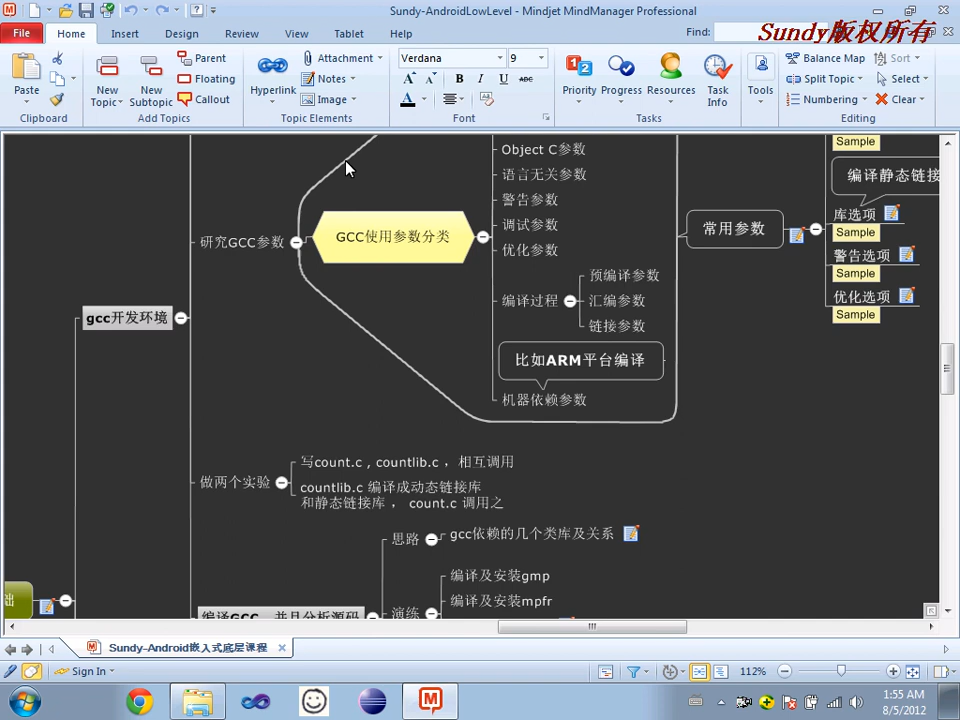 Sundy-AndroidLowLevel - Mindjet MindManager Professional
File
Home
Insert
Design
Review
View
Tablet
Help
Find:
Sundy版权所有
Paste
Clipboard
New Topic
New Subtopic
Parent
Floating
Callout
Add Topics
Hyperlink
Attachment
Notes
Image
Topic Elements
Verdana
9
B I U ABC
Font
Priority
Progress
Resources
Task Info
Tasks
Tools
Balance Map
Split Topic
Numbering
Sort
Select
Clear
Editing
Object C参数
语言无关参数
警告参数
调试参数
优化参数
编译过程
预编译参数
汇编参数
链接参数
比如ARM平台编译
机器依赖参数
研究GCC参数
GCC使用参数分类
常用参数
Sample
编译静态链接
库选项
Sample
警告选项
Sample
优化选项
Sample
gcc开发环境
做两个实验
写count.c , countlib.c ，相互调用
countlib.c 编译成动态链接库
和静态链接库 ， count.c 调用之
思路
gcc依赖的几个类库及关系
编译及安装gmp
编译及安装mpfr
演练
编译GCC
并且分析源码
础
Sundy-Android嵌入式底层课程
Sign In
112%
1:55 AM
8/5/2012